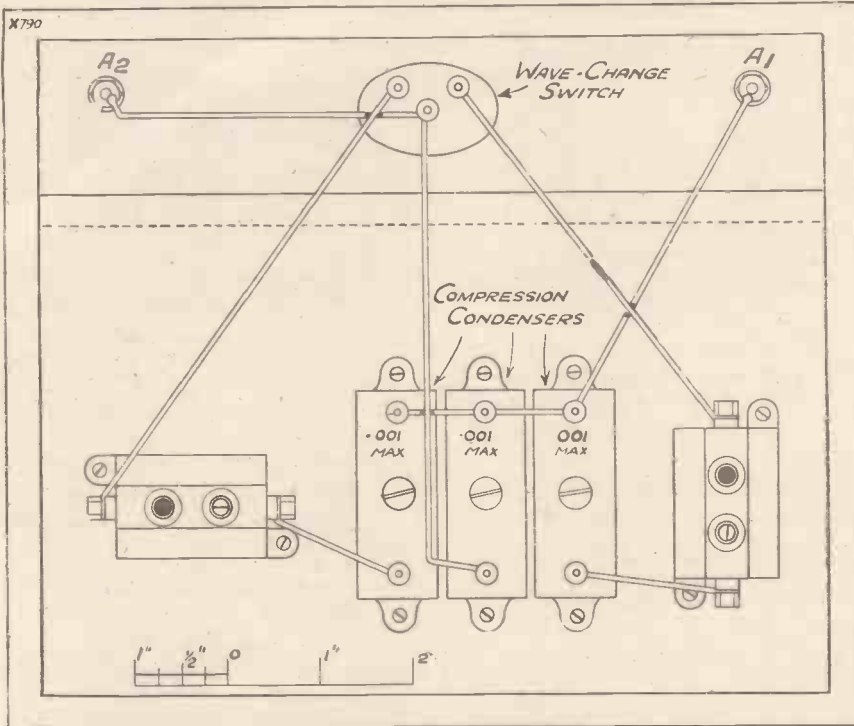 X790
A2
A1
WAVE-CHANGE
SWITCH
COMPRESSION
CONDENSERS
.001
MAX
.001
MAX
001
MAX
1" 1/2" 0 1" 2"